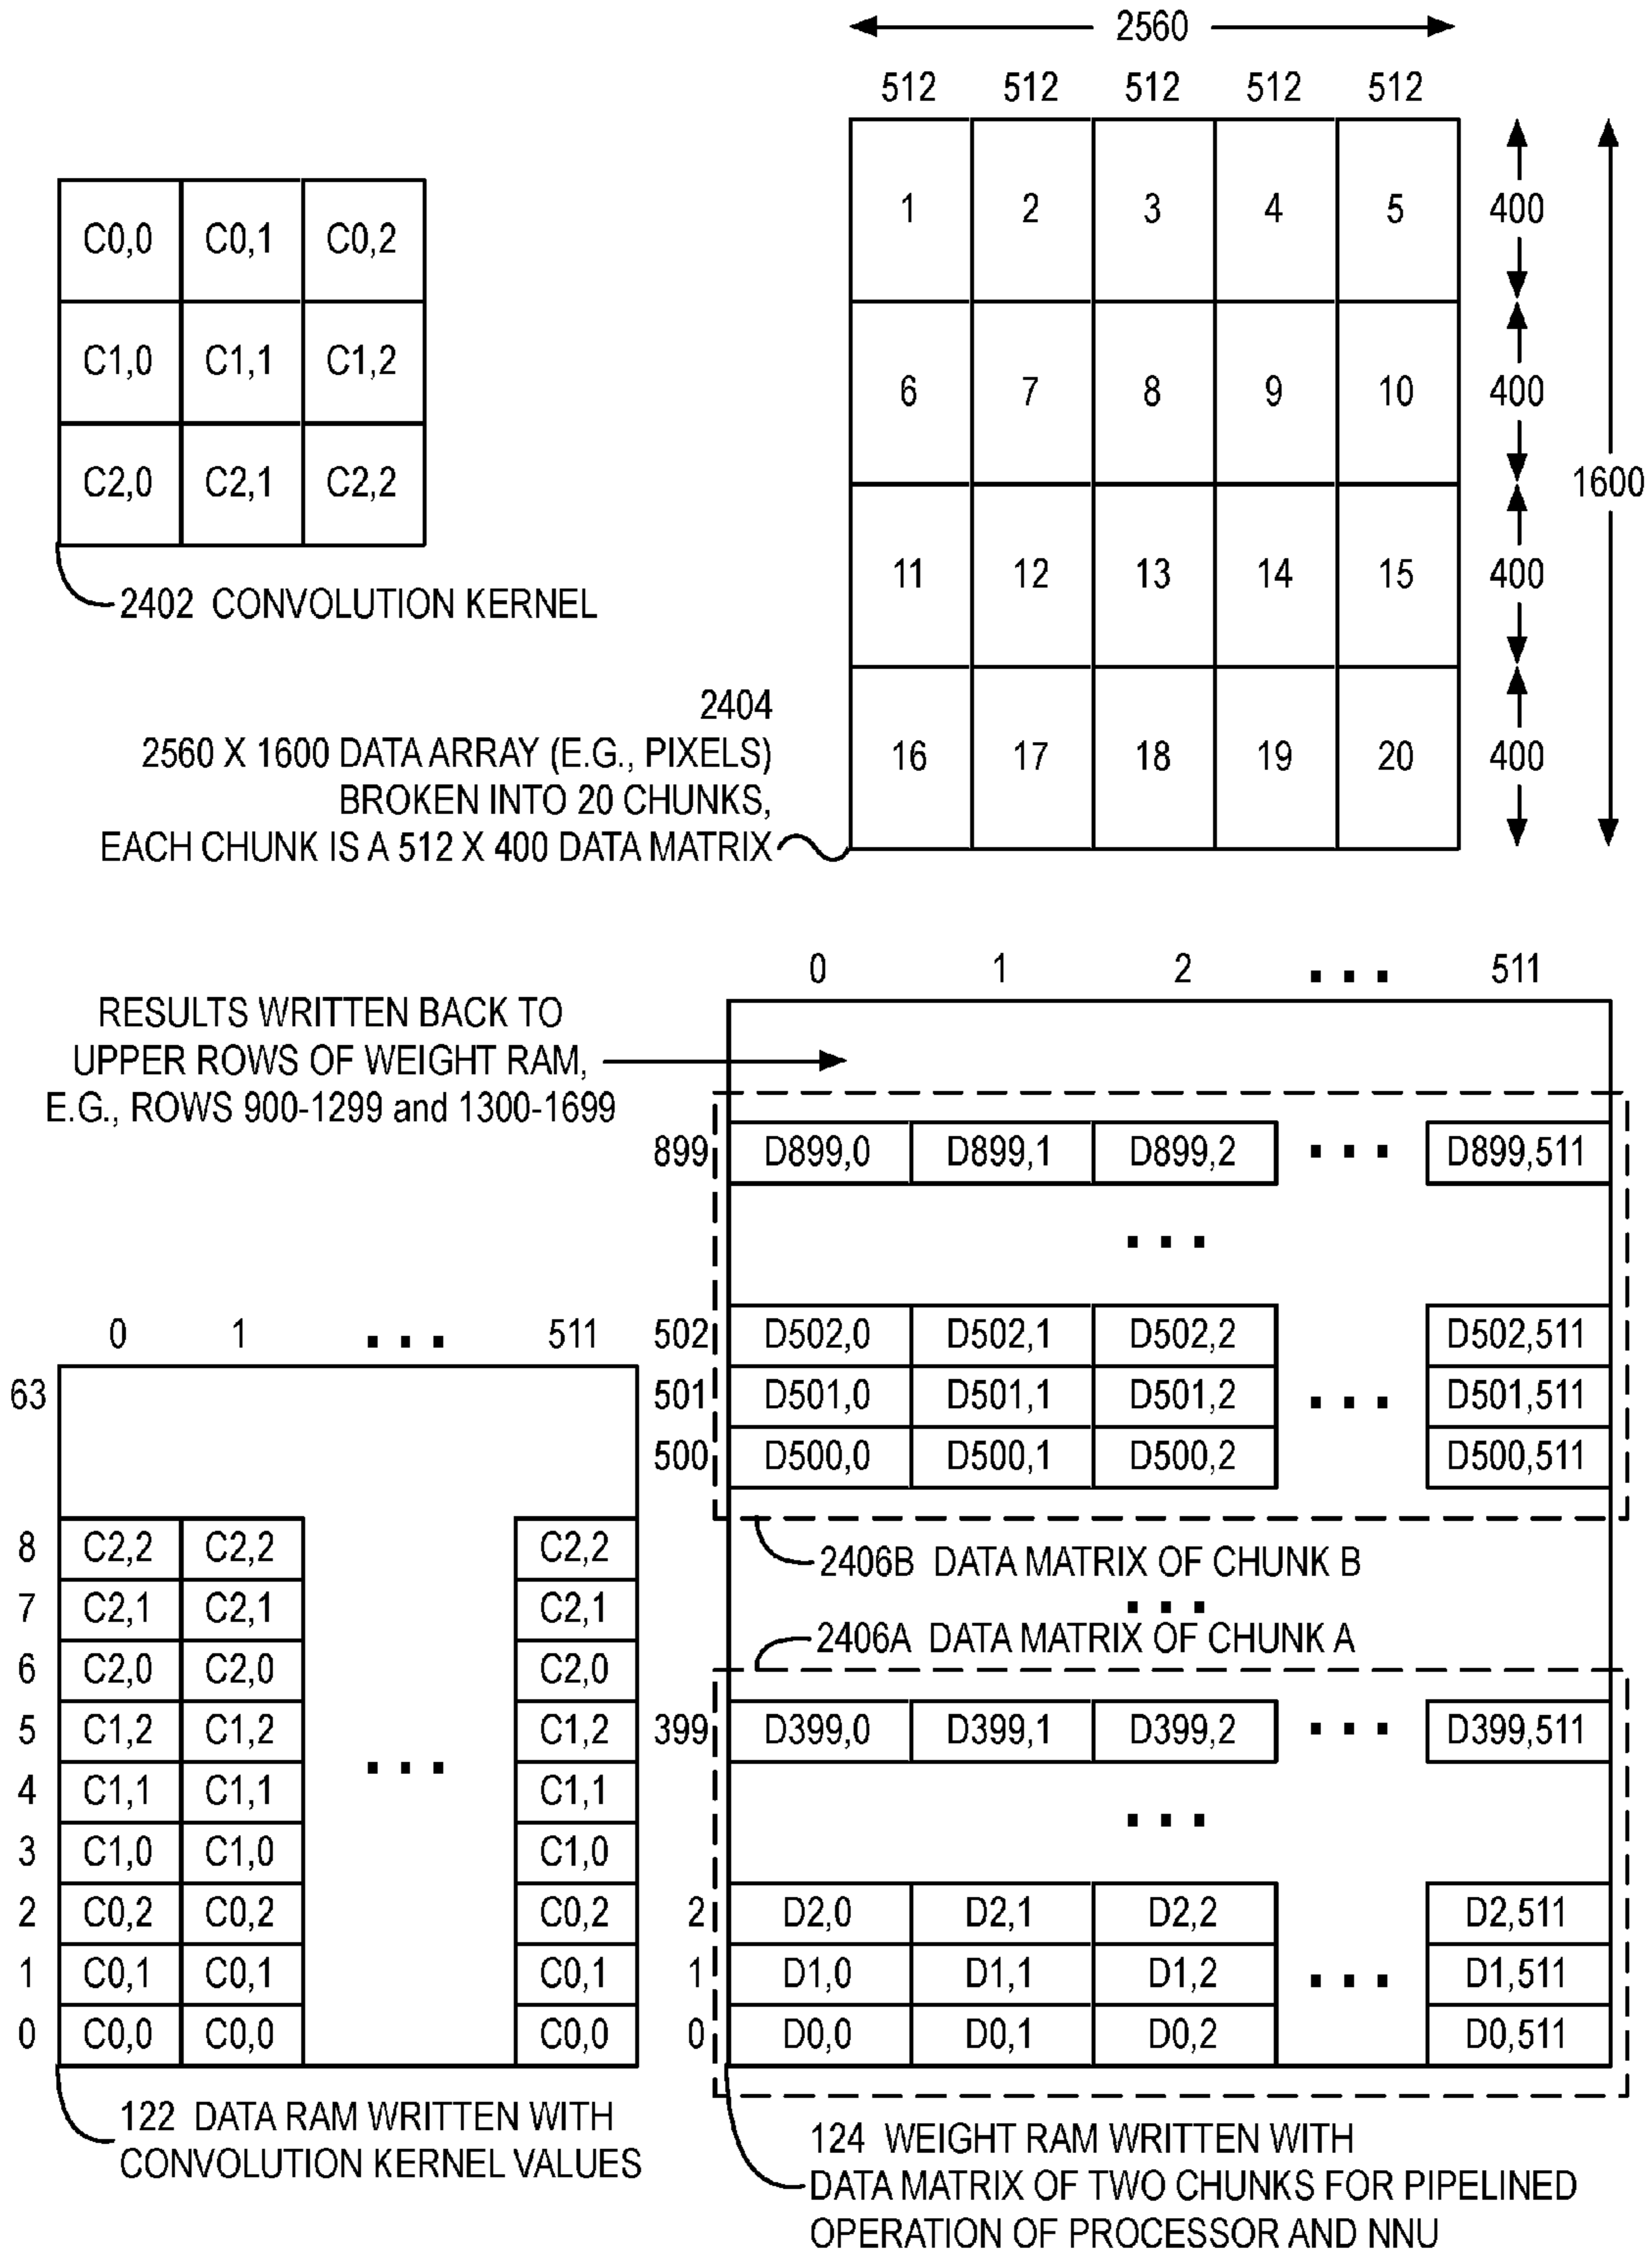 2560
512 512 512 512 512
1 2 3 4 5 400
6 7 8 9 10 400
11 12 13 14 15 400
16 17 18 19 20 400
1600
C0,0 C0,1 C0,2
C1,0 C1,1 C1,2
C2,0 C2,1 C2,2
2402 CONVOLUTION KERNEL
2404
2560 X 1600 DATA ARRAY (E.G., PIXELS)
BROKEN INTO 20 CHUNKS,
EACH CHUNK IS A 512 X 400 DATA MATRIX
RESULTS WRITTEN BACK TO
UPPER ROWS OF WEIGHT RAM,
E.G., ROWS 900-1299 and 1300-1699
0 1 2 ... 511
899 D899,0 D899,1 D899,2 ... D899,511
...
502 D502,0 D502,1 D502,2 D502,511
501 D501,0 D501,1 D501,2 ... D501,511
500 D500,0 D500,1 D500,2 D500,511
2406B DATA MATRIX OF CHUNK B
...
2406A DATA MATRIX OF CHUNK A
399 D399,0 D399,1 D399,2 ... D399,511
...
2 D2,0 D2,1 D2,2 D2,511
1 D1,0 D1,1 D1,2 ... D1,511
0 D0,0 D0,1 D0,2 D0,511
124 WEIGHT RAM WRITTEN WITH
DATA MATRIX OF TWO CHUNKS FOR PIPELINED
OPERATION OF PROCESSOR AND NNU
0 1 ... 511
63
8 C2,2 C2,2 C2,2
7 C2,1 C2,1 C2,1
6 C2,0 C2,0 C2,0
5 C1,2 C1,2 C1,2
...
4 C1,1 C1,1 C1,1
3 C1,0 C1,0 C1,0
2 C0,2 C0,2 C0,2
1 C0,1 C0,1 C0,1
0 C0,0 C0,0 C0,0
122 DATA RAM WRITTEN WITH
CONVOLUTION KERNEL VALUES